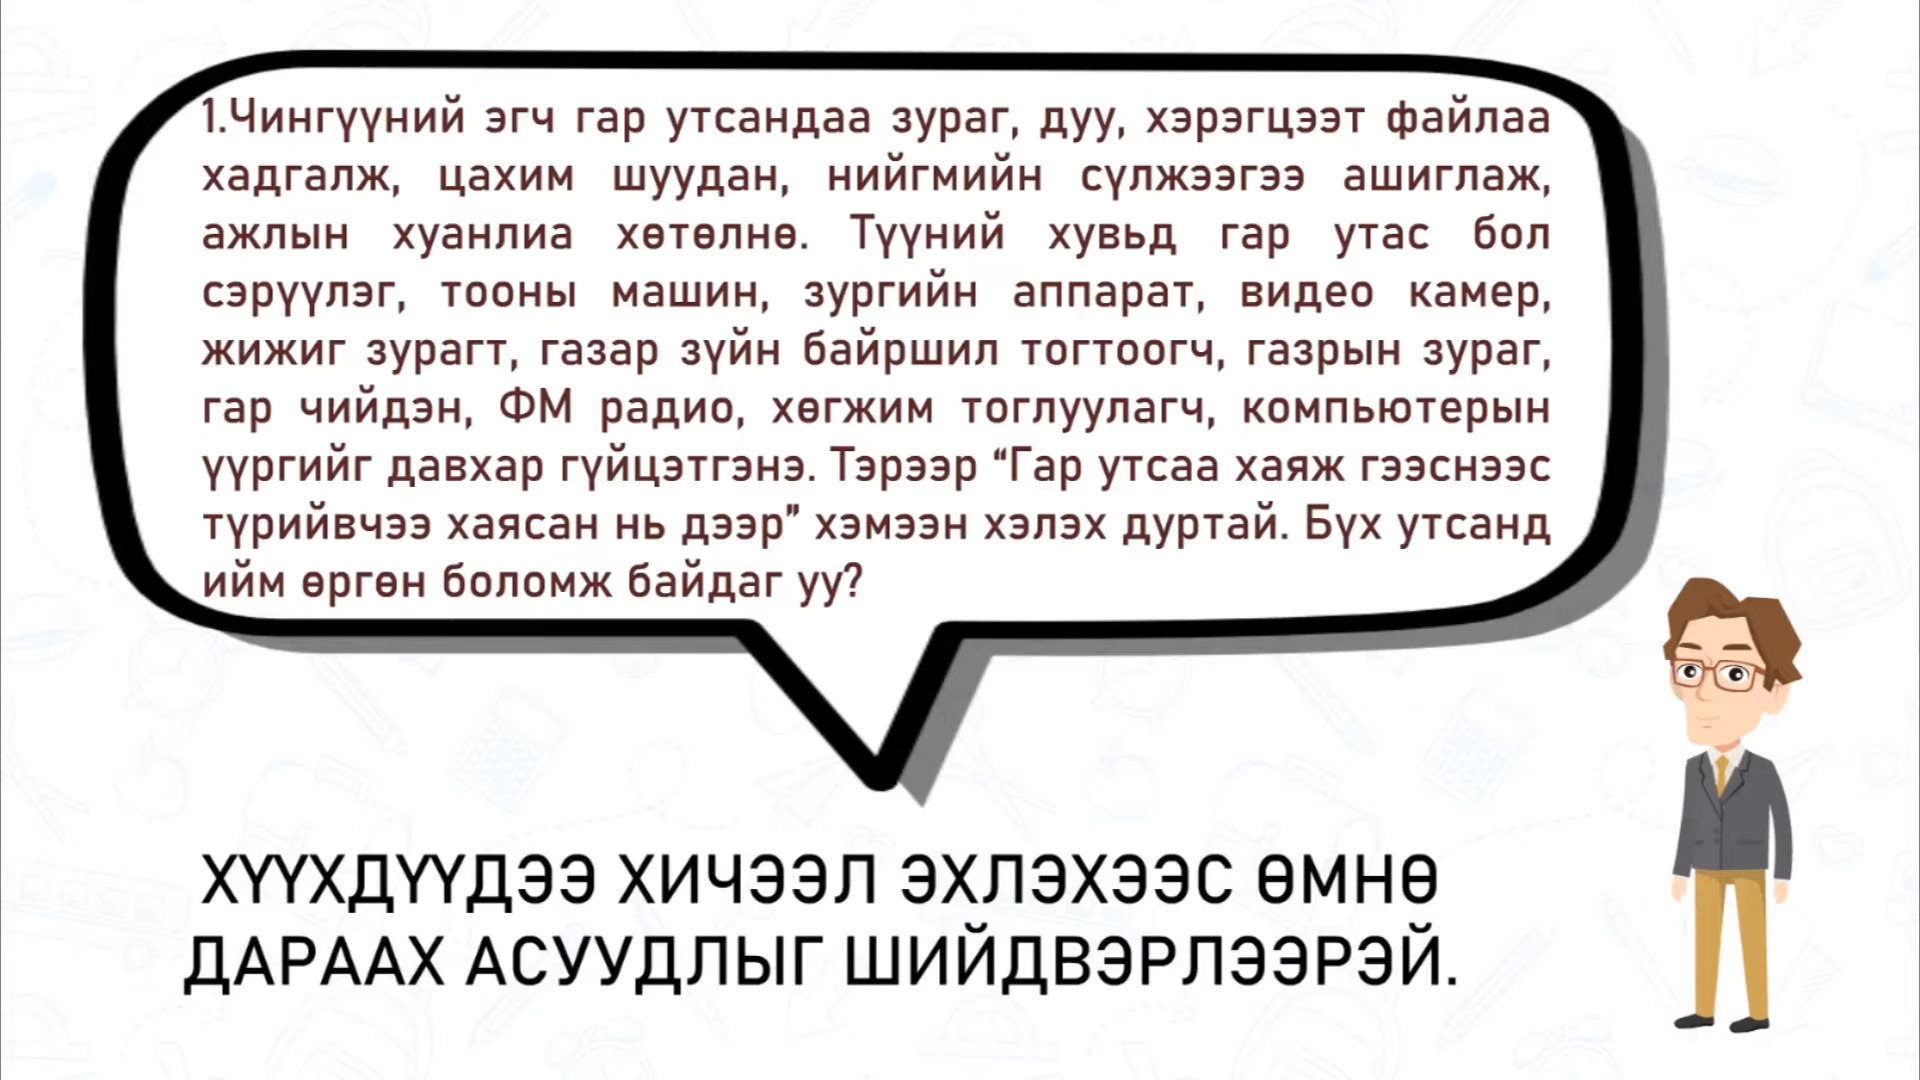 1.Чингүүний эгч гар утсандаа зураг, дуу, хэрэгцээт файлаа
хадгалж, цахим шуудан, нийгмийн сүлжээгээ ашиглаж,
ажлын хуанлиа хөтөлнө. Түүний хувьд гар утас бол
сэрүүлэг, тооны машин, зургийн аппарат, видео камер,
жижиг зурагт, газар зүйн байршил тогтоогч, газрын зураг,
гар чийдэн, ФМ радио, хөгжим тоглуулагч, компьютерын
үүргийг давхар гүйцэтгэнэ. Тэрээр “Гар утсаа хаяж гээснээс
түрийвчээ хаясан нь дээр” хэмээн хэлэх дуртай. Бүх утсанд
ийм өргөн боломж байдаг уу?
ХҮҮХДҮҮДЭЭ ХИЧЭЭЛ ЭХЛЭХЭЭС ӨМНӨ
ДАРААХ АСУУДЛЫГ ШИЙДВЭРЛЭЭРЭЙ.